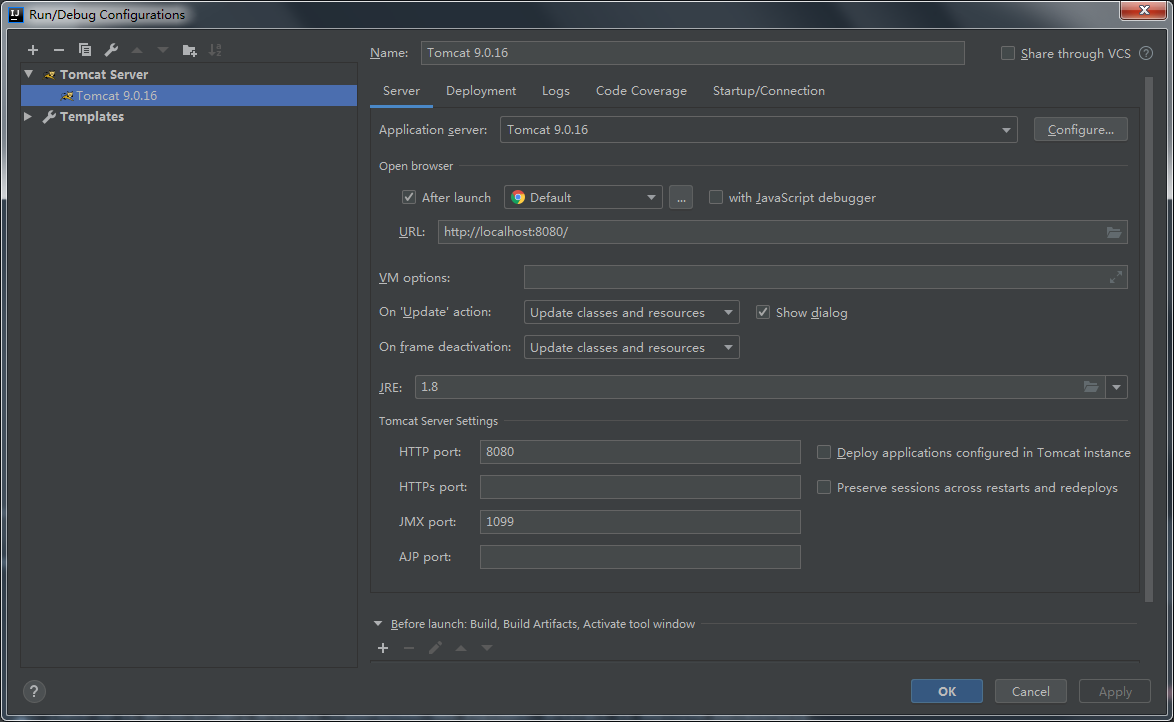 Run/Debug Configurations
Tomcat Server
Tomcat 9.0.16
Templates
Name: Tomcat 9.0.16
Share through VCS
Server Deployment Logs Code Coverage Startup/Connection
Application server: Tomcat 9.0.16 Configure...
Open browser
After launch Default ... with JavaScript debugger
URL: http://localhost:8080/
VM options:
On 'Update' action: Update classes and resources Show dialog
On frame deactivation: Update classes and resources
JRE: 1.8
Tomcat Server Settings
HTTP port: 8080 Deploy applications configured in Tomcat instance
HTTPs port: Preserve sessions across restarts and redeploys
JMX port: 1099
AJP port:
Before launch: Build, Build Artifacts, Activate tool window
? OK Cancel Apply